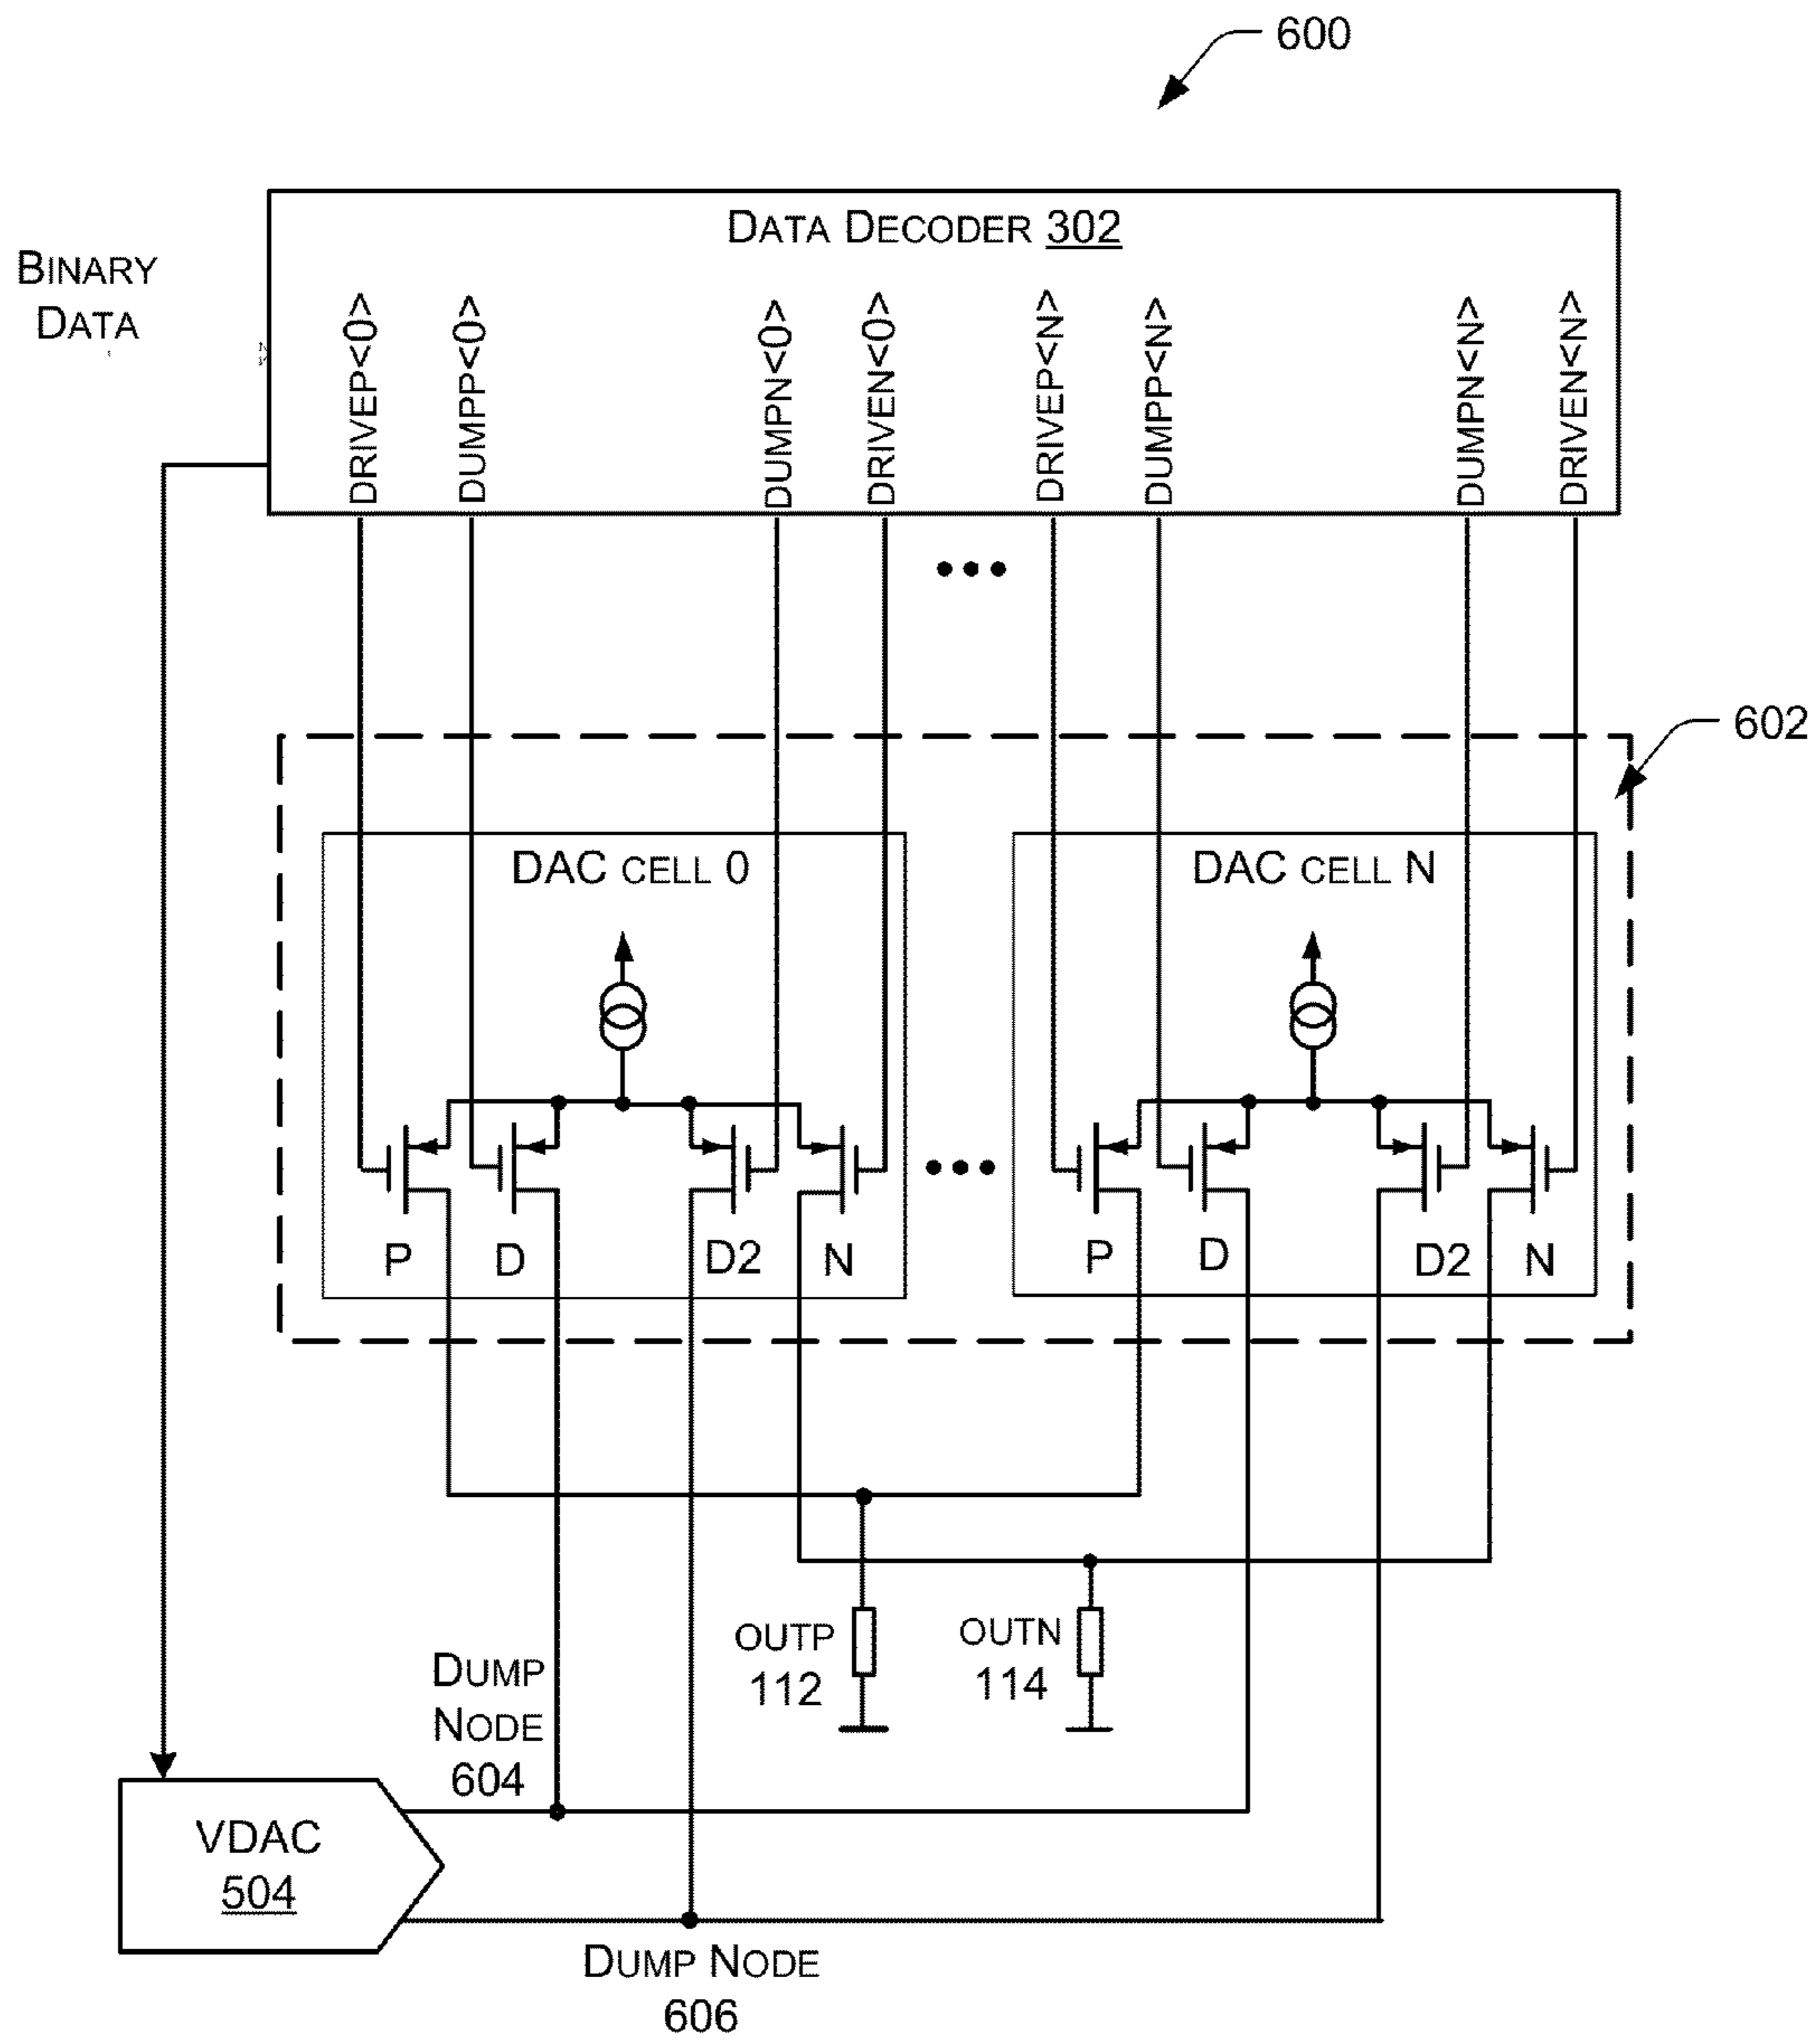 600
DATA DECODER 302
BINARY
DATA
DRIVEP<0>
DUMPP<0>
DUMPN<0>
DRIVEN<0>
DRIVEP<N>
DUMPP<N>
DUMPN<N>
DRIVEN<N>
602
DAC CELL 0
DAC CELL N
P
D
D2
N
P
D
D2
N
OUTP
112
OUTN
114
DUMP
NODE
604
VDAC
504
DUMP NODE
606